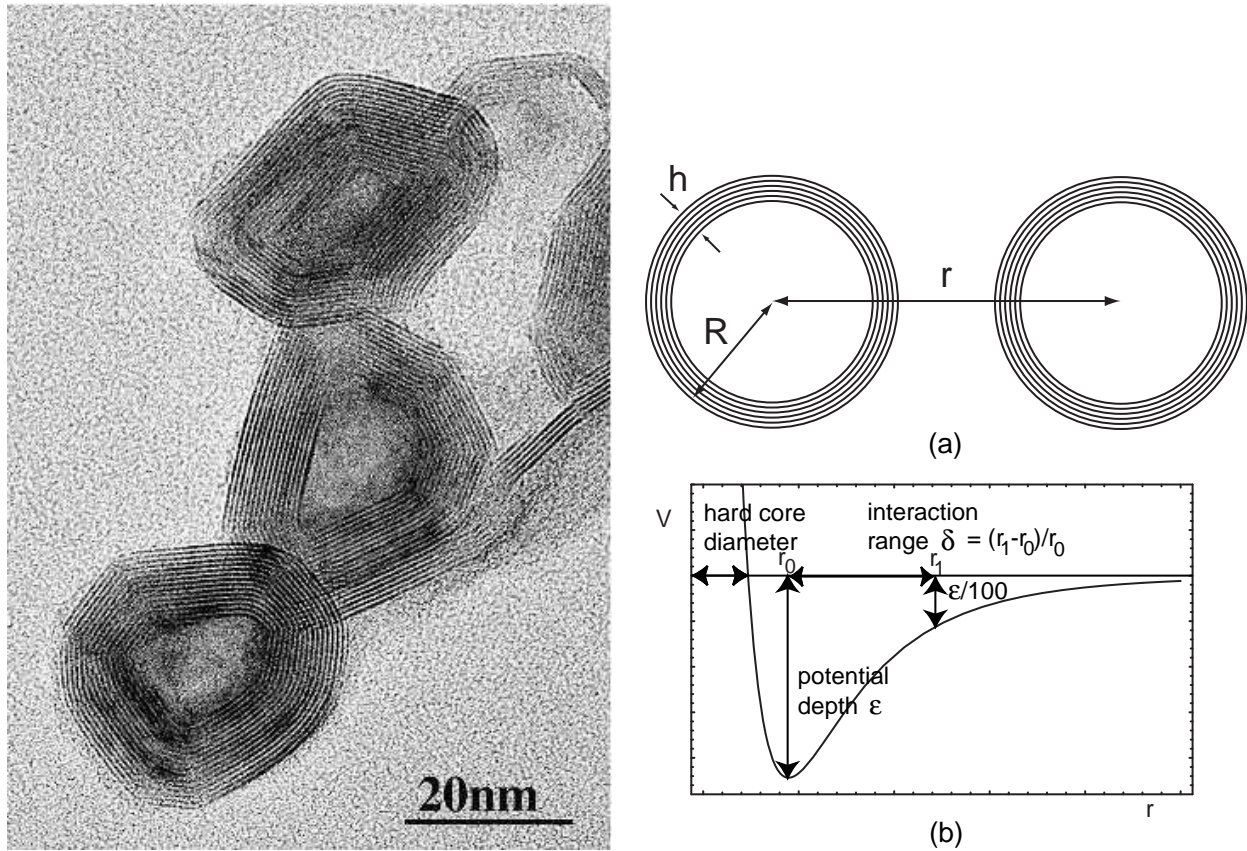 20nm
h
r
R
(a)
V
hard core
diameter
interaction
range δ = (r₁-r₀)/r₀
r₀
r₁
ε/100
potential
depth ε
r
(b)